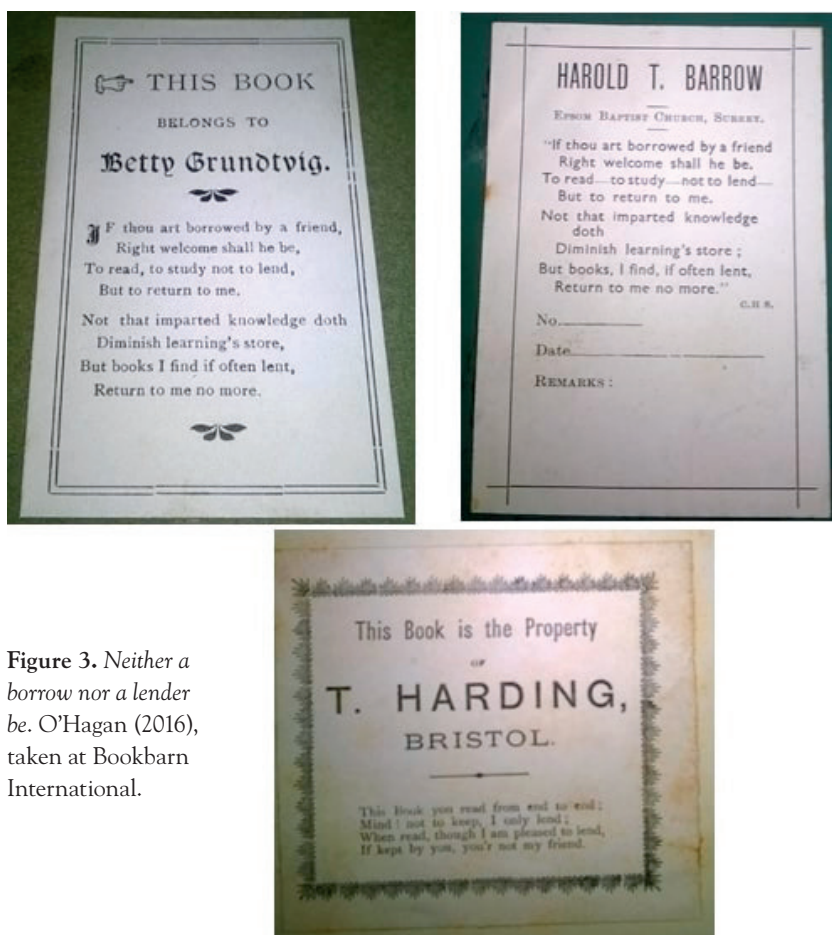 THIS BOOK
BELONGS TO
Betty Grundtvig.
IF thou art borrowed by a friend,
Right welcome shall he be,
To read, to study not to lend,
But to return to me.
Not that imparted knowledge doth
Diminish learning's store,
But books I find if often lent,
Return to me no more.
HAROLD T. BARROW
EPSOM BAPTIST CHURCH, SURREY.
"If thou art borrowed by a friend
Right welcome shall he be.
To read—to study—not to lend—
But to return to me.
Not that imparted knowledge
doth
Diminish learning's store ;
But books, I find, if often lent,
Return to me no more."
C.H S.
No.
Date
REMARKS :
This Book is the Property
OF
T. HARDING,
BRISTOL.
This Book you read from end to end ;
Mind ! not to keep, I only lend ;
When read, though I am pleased to lend,
If kept by you, you'r not my friend.
Figure 3. Neither a
borrow nor a lender
be. O'Hagan (2016),
taken at Bookbarn
International.